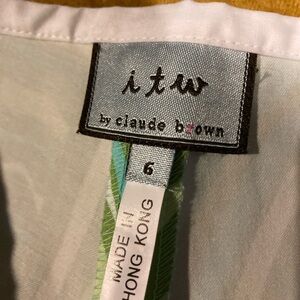 itw
by claude brown
6
MADE IN
HONG KONG